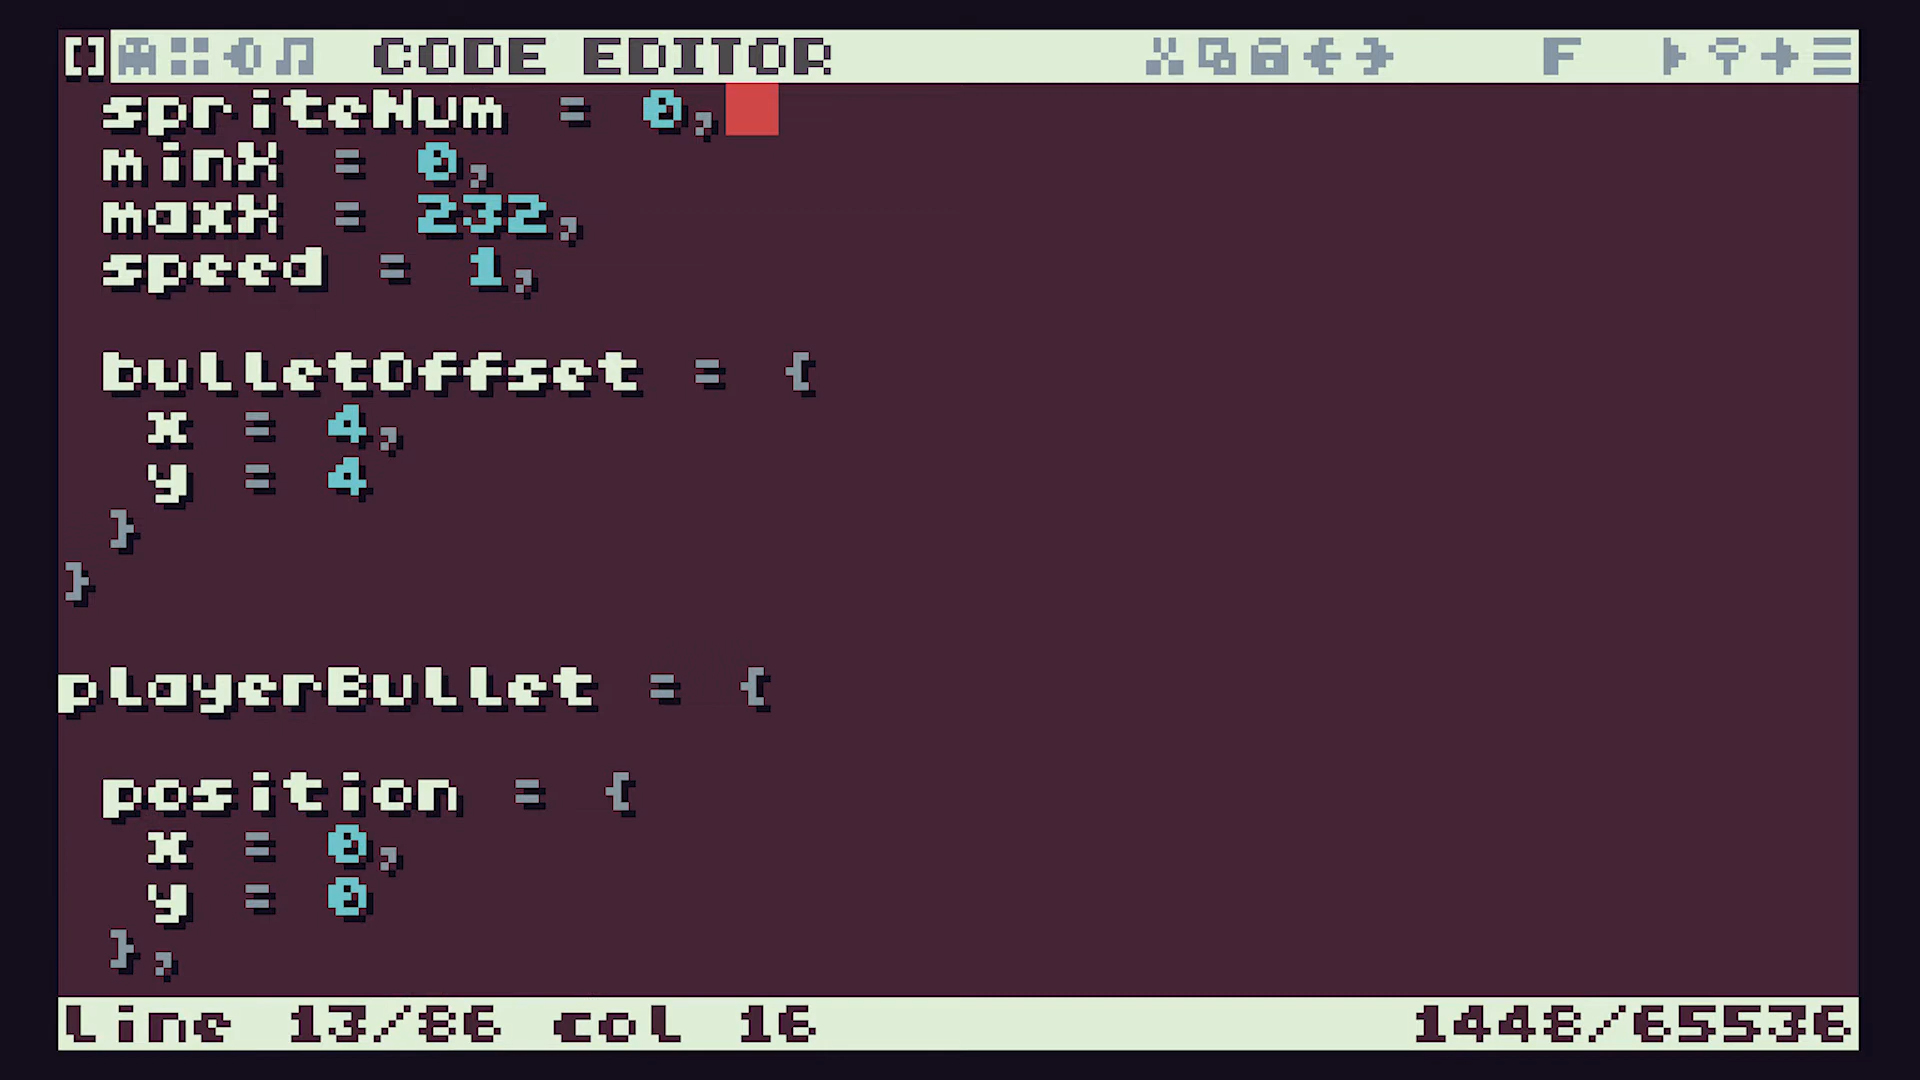 CODE EDITOR F
spriteNum = 0,
minX = 0,
maxX = 232,
speed = 1,
bulletOffset = {
x = 4,
y = 4
}
}
playerBullet = {
position = {
x = 0,
y = 0
},
line 13/86 col 16 1448/65536